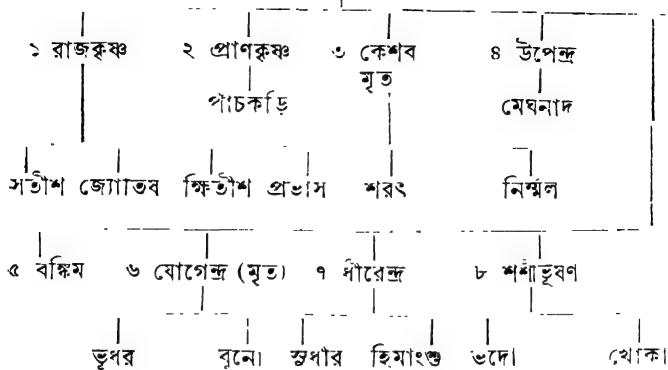 ১ রাজকৃষ্ণ ২ প্রাণকৃষ্ণ ৩ কেশব ৪ উপেন্দ্র
মৃত
পাঁচকড়ি মেঘনাদ
সতীশ জ্যোতিষ ক্ষিতীশ প্রভাস শরৎ নির্ম্মল
৫ বঙ্কিম ৬ যোগেন্দ্র (মৃত) ৭ ধীরেন্দ্র ৮ শশীভূষণ
ভূধর বুনো সুধীর হিমাংশু ভদো খোকা